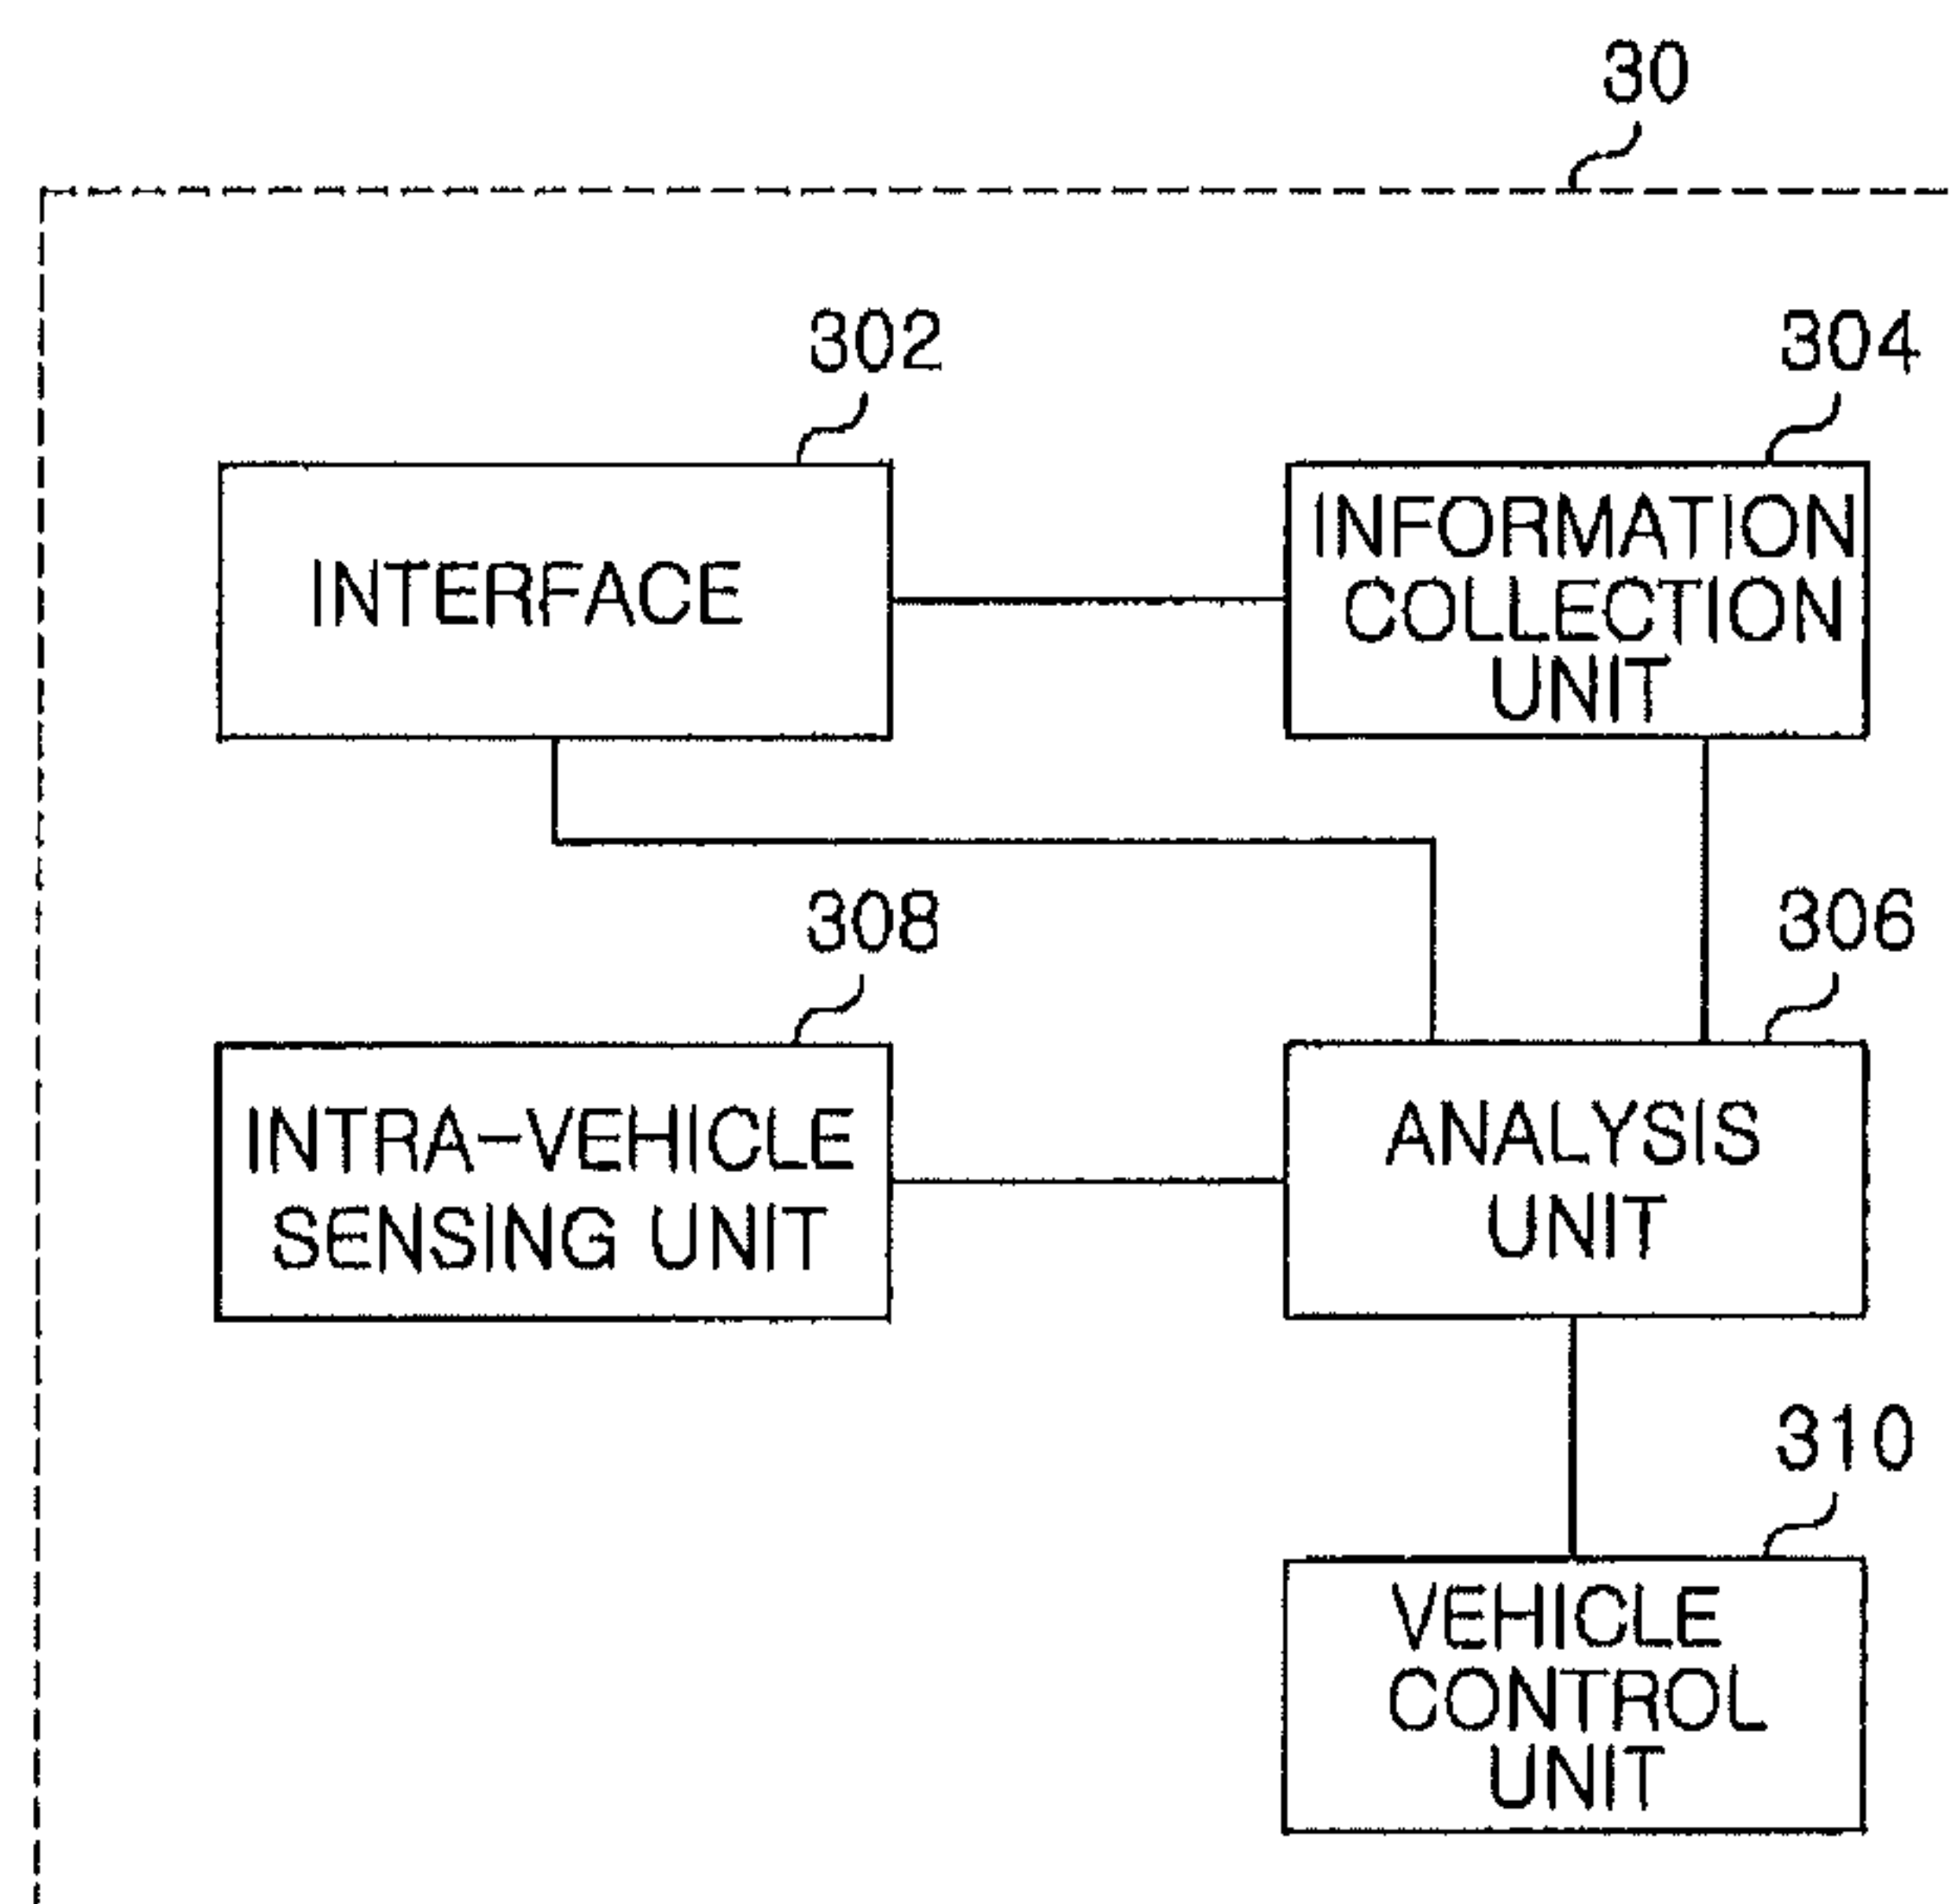 30
302
304
INTERFACE
INFORMATION
COLLECTION
UNIT
308
306
INTRA-VEHICLE
SENSING UNIT
ANALYSIS
UNIT
310
VEHICLE
CONTROL
UNIT